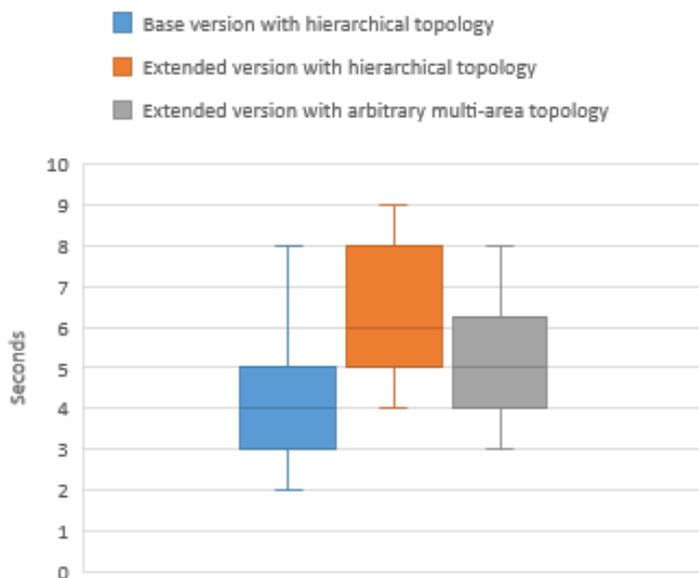 Base version with hierarchical topology
Extended version with hierarchical topology
Extended version with arbitrary multi-area topology
10
9
8
7
6
5
4
3
2
1
0
Seconds